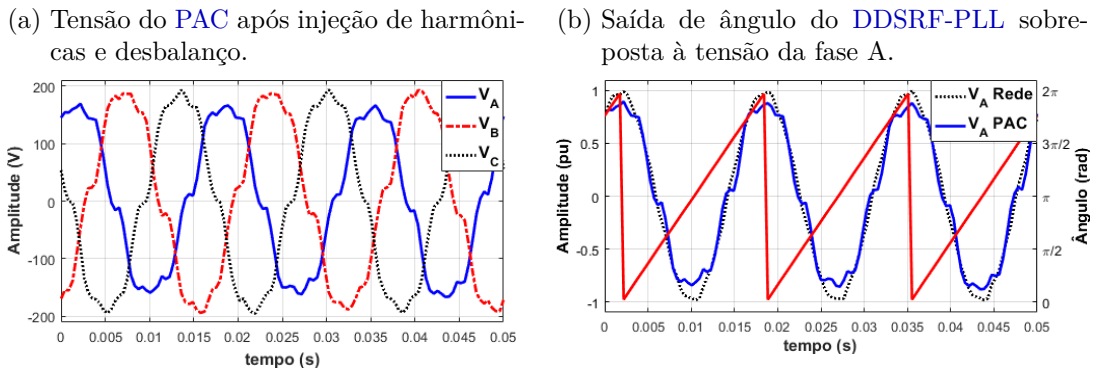 (a) Tensão do PAC após injeção de harmôni-
cas e desbalanço.
(b) Saída de ângulo do DDSRF-PLL sobre-
posta à tensão da fase A.
200
100
0
-100
-200
Amplitude (V)
0 0.005 0.01 0.015 0.02 0.025 0.03 0.035 0.04 0.045 0.05
tempo (s)
V_A
V_B
V_C
1
0.5
0
-0.5
-1
Amplitude (pu)
0 0.005 0.01 0.015 0.02 0.025 0.03 0.035 0.04 0.045 0.05
tempo (s)
V_A Rede
V_A PAC
2π
3π/2
π
π/2
0
Ângulo (rad)